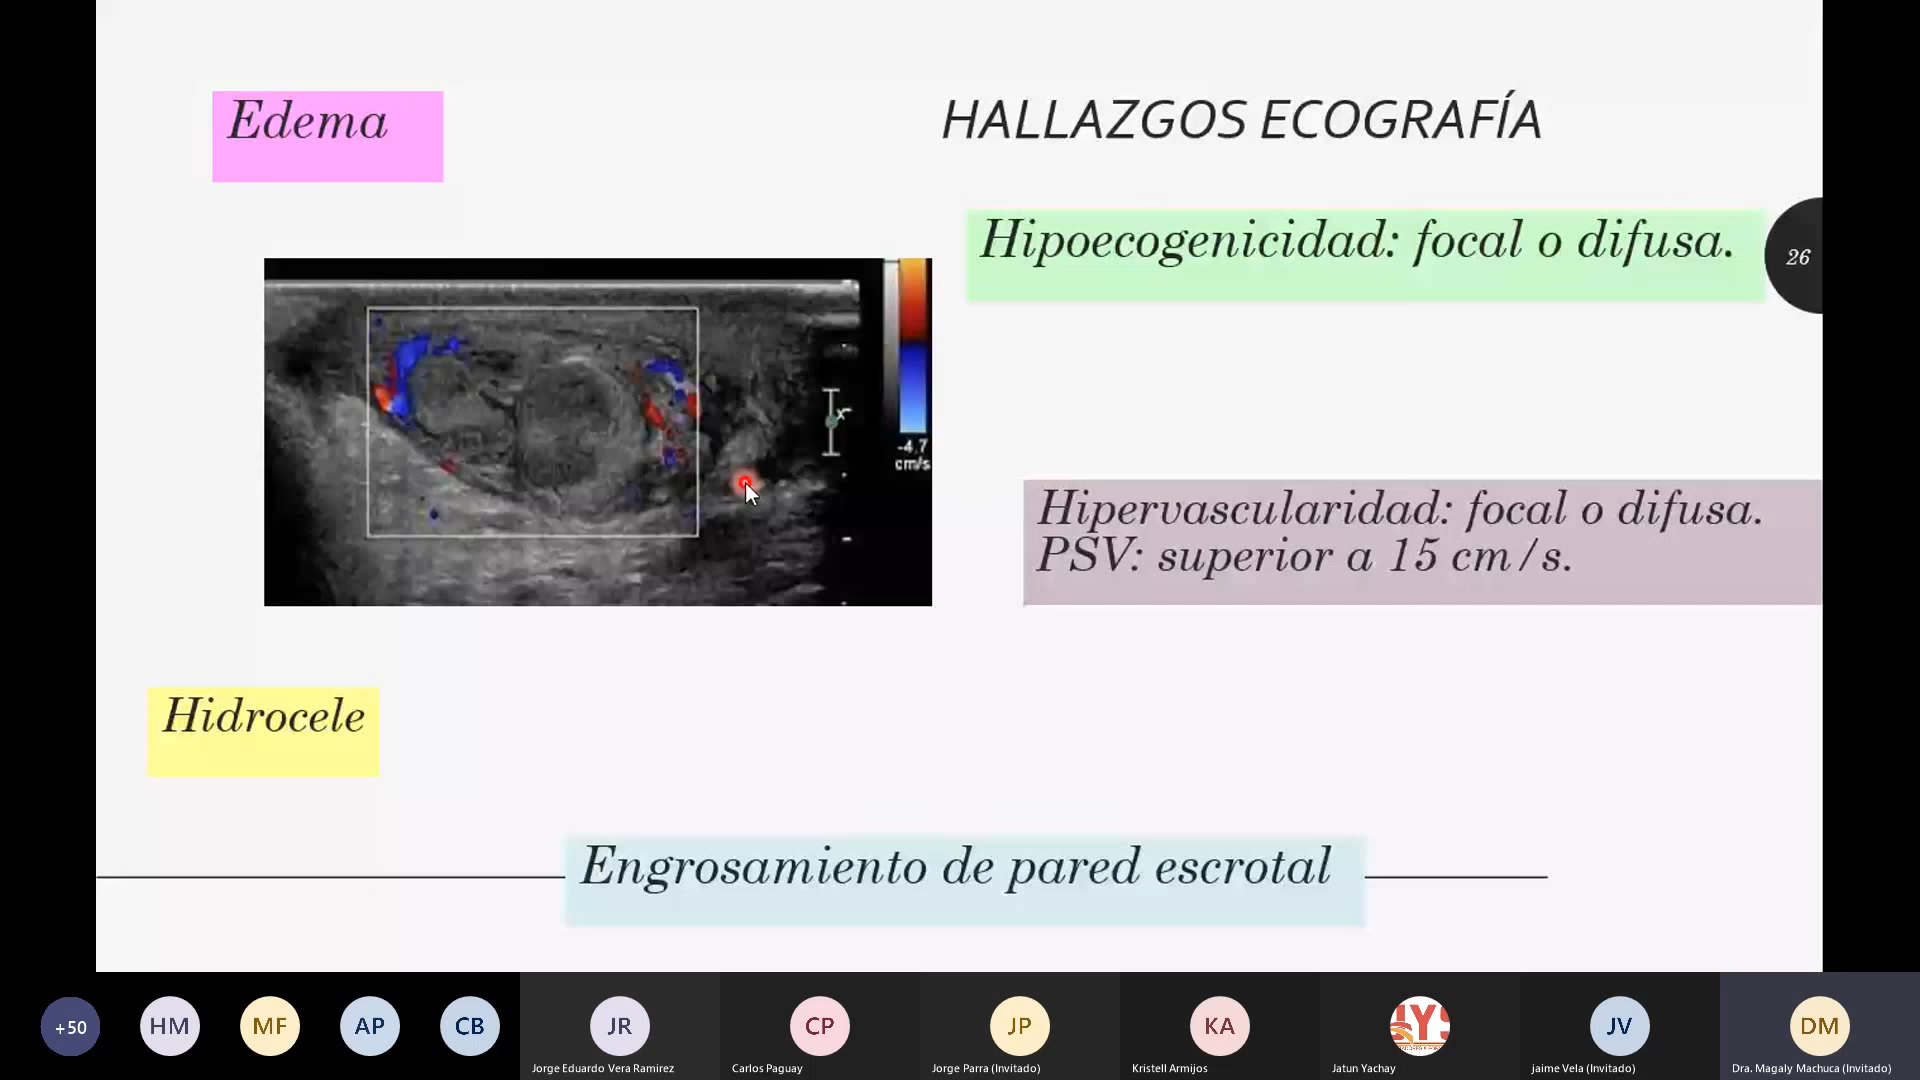 Edema
HALLAZGOS ECOGRAFÍA
Hipoecogenicidad: focal o difusa.
26
-4.7
cm/s
Hipervascularidad: focal o difusa.
PSV: superior a 15 cm/s.
Hidrocele
Engrosamiento de pared escrotal
+50
HM
MF
AP
CB
JR
CP
JP
KA
JV
DM
Jorge Eduardo Vera Ramirez
Carlos Paguay
Jorge Parra (Invitado)
Kristell Armijos
Jatun Yachay
jaime Vela (Invitado)
Dra. Magaly Machuca (Invitado)